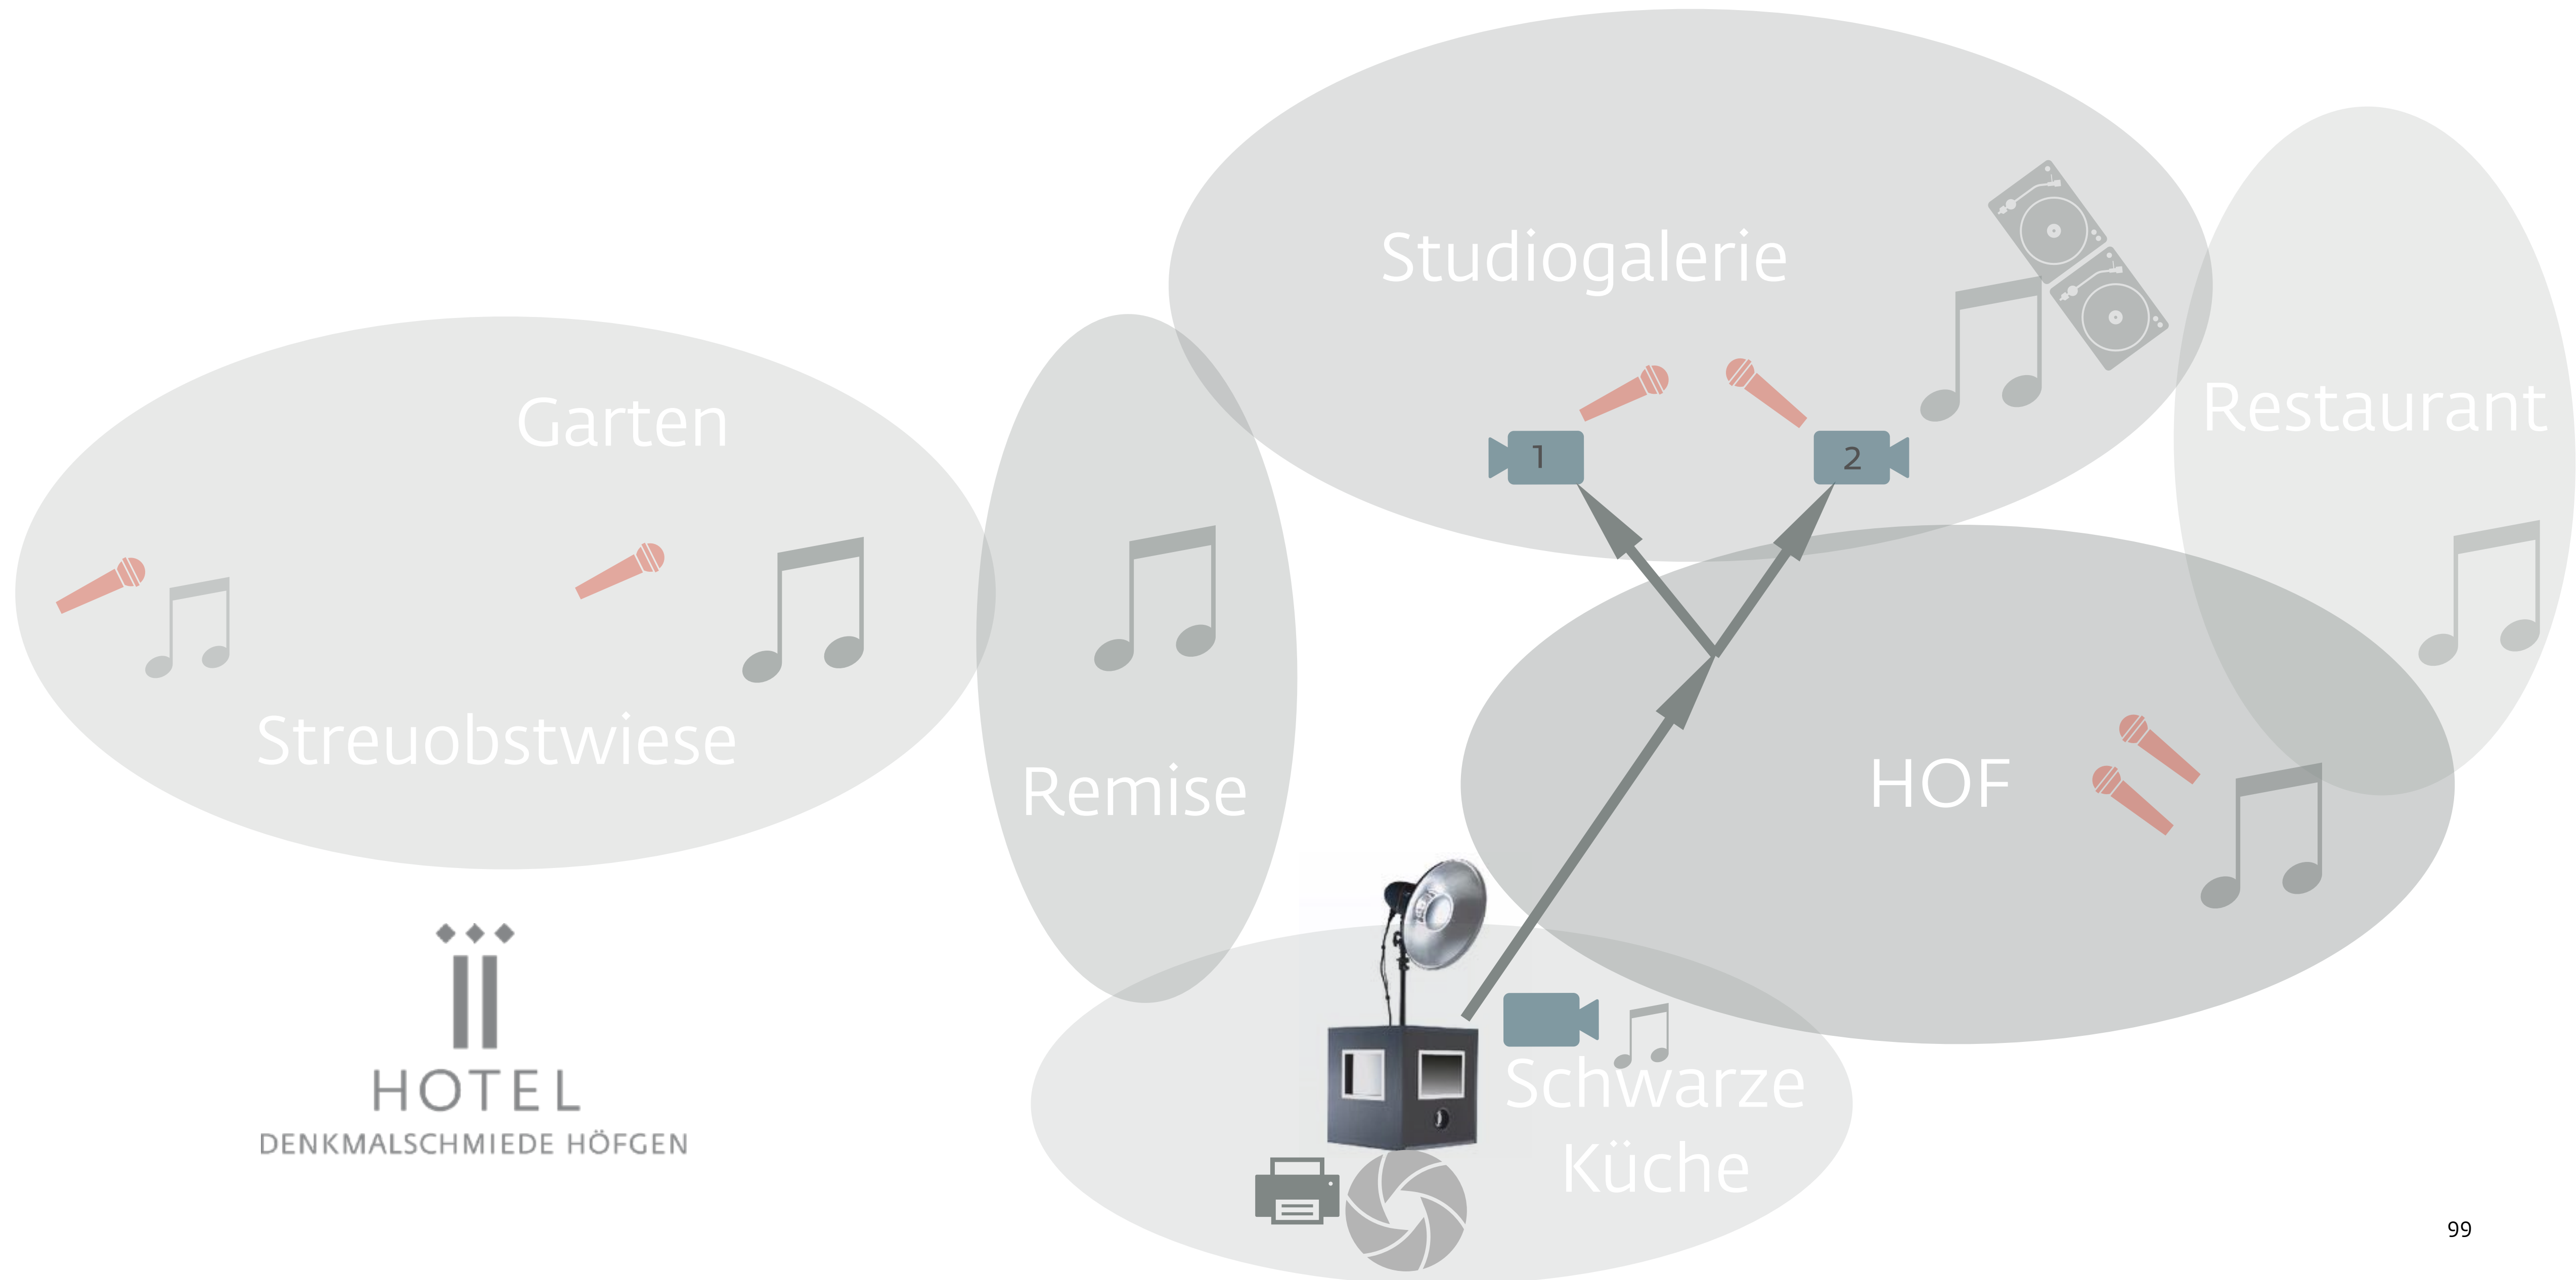 Studiogalerie
Restaurant
Garten
1
2
Streuobstwiese
HOF
Remise
Schwarze
Küche
HOTEL
DENKMALSCHMIEDE HÖFGEN
99